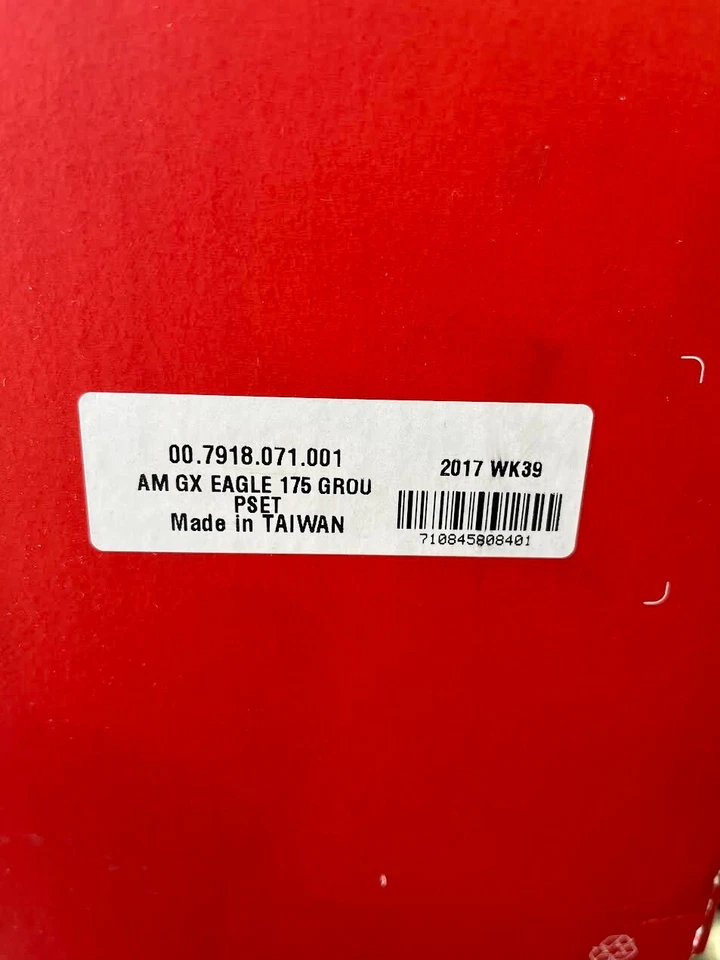 00.7918.071.001
AM GX EAGLE 175 GROU
PSET
Made in TAIWAN
2017 WK39
710845808401